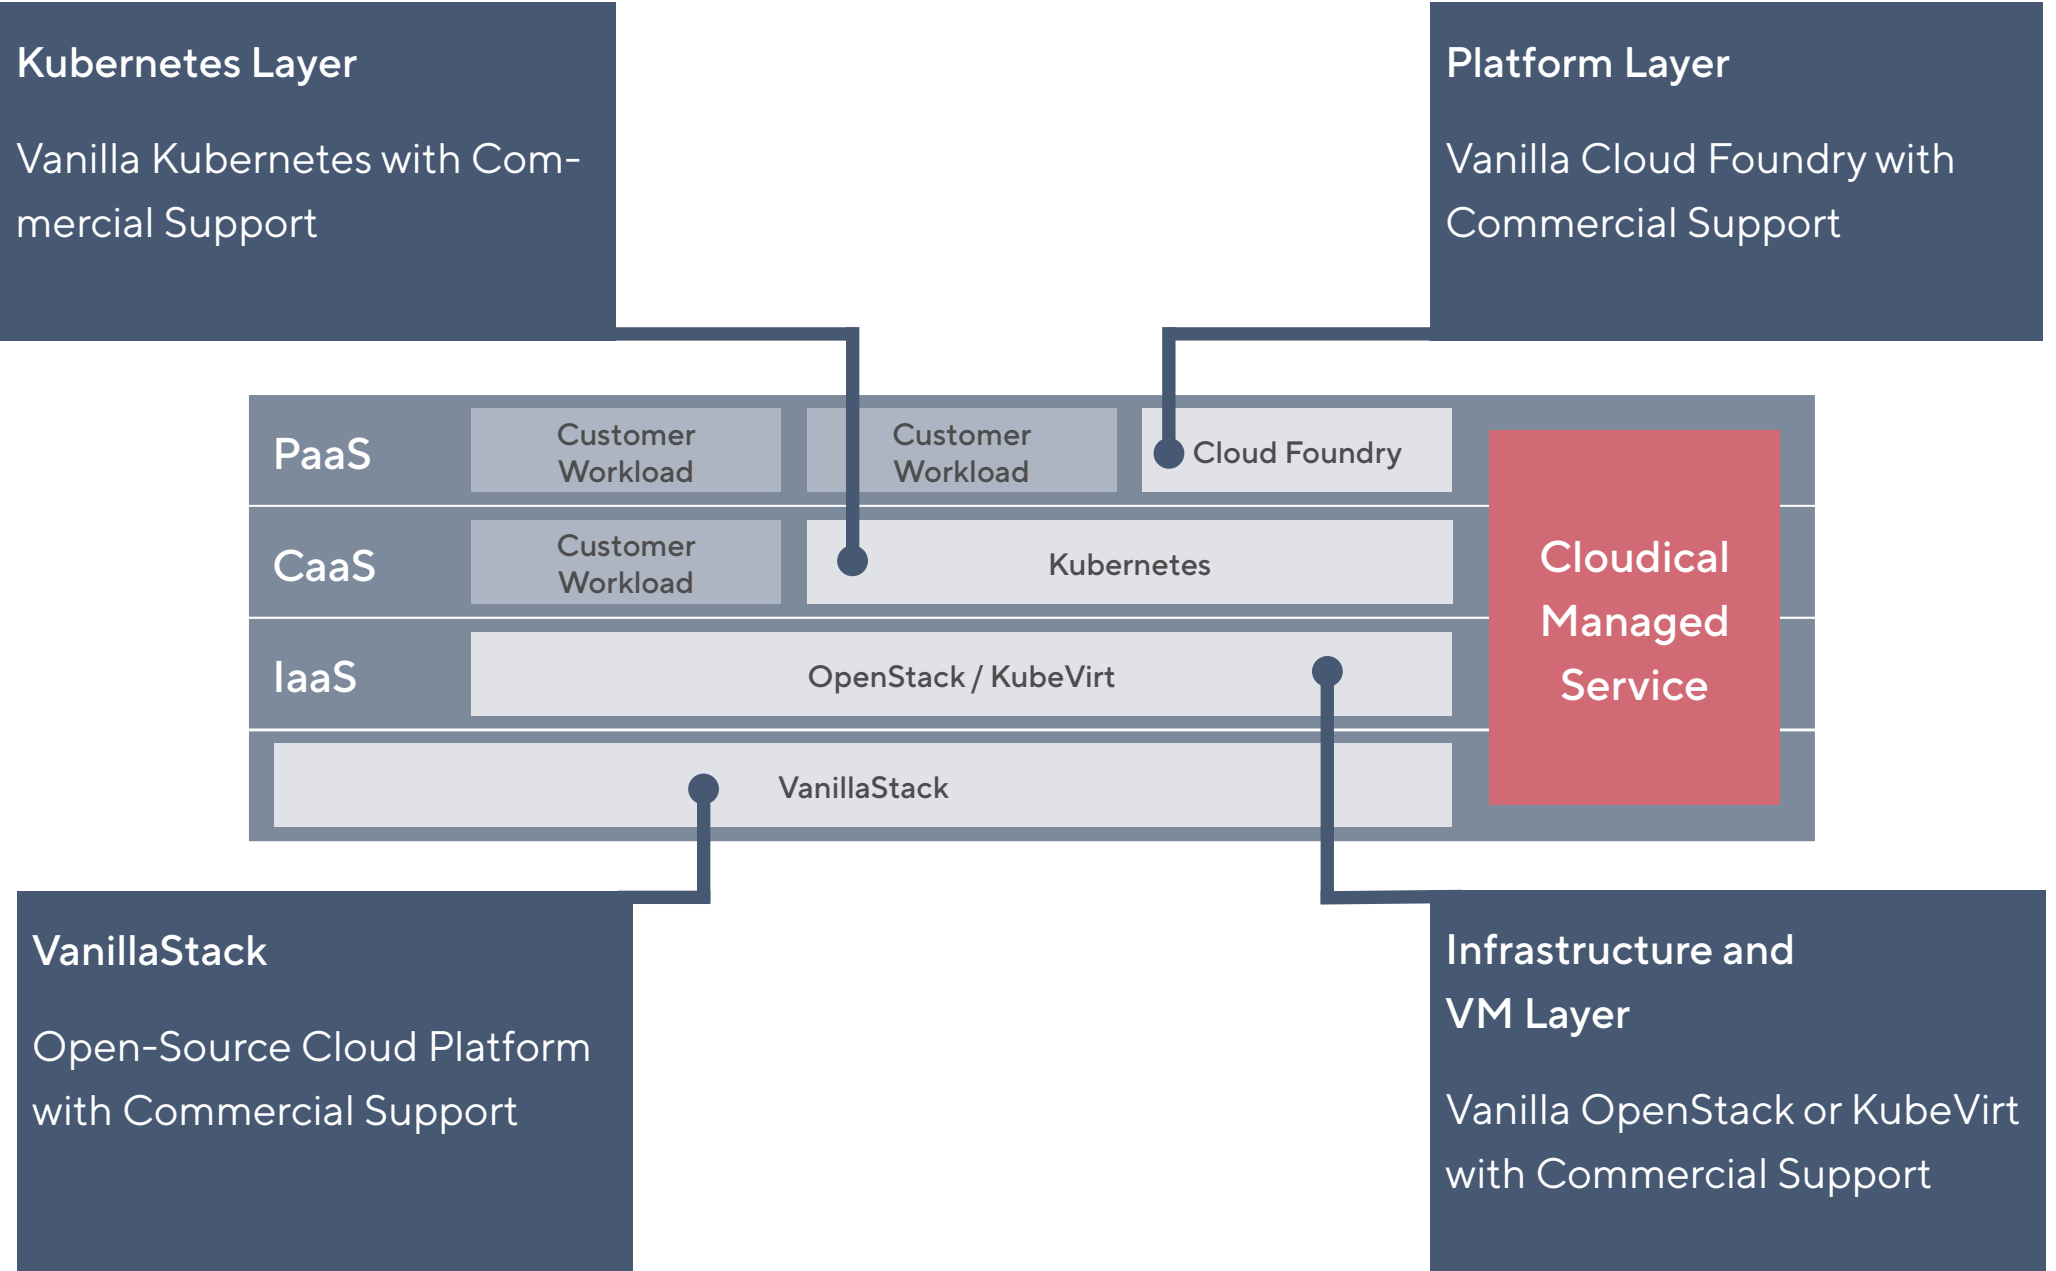 Kubernetes Layer
Vanilla Kubernetes with Com-
mercial Support
Platform Layer
Vanilla Cloud Foundry with
Commercial Support
PaaS
Customer
Workload
Customer
Workload
Cloud Foundry
CaaS
Customer
Workload
Kubernetes
IaaS
OpenStack / KubeVirt
VanillaStack
Cloudical
Managed
Service
VanillaStack
Open-Source Cloud Platform
with Commercial Support
Infrastructure and
VM Layer
Vanilla OpenStack or KubeVirt
with Commercial Support